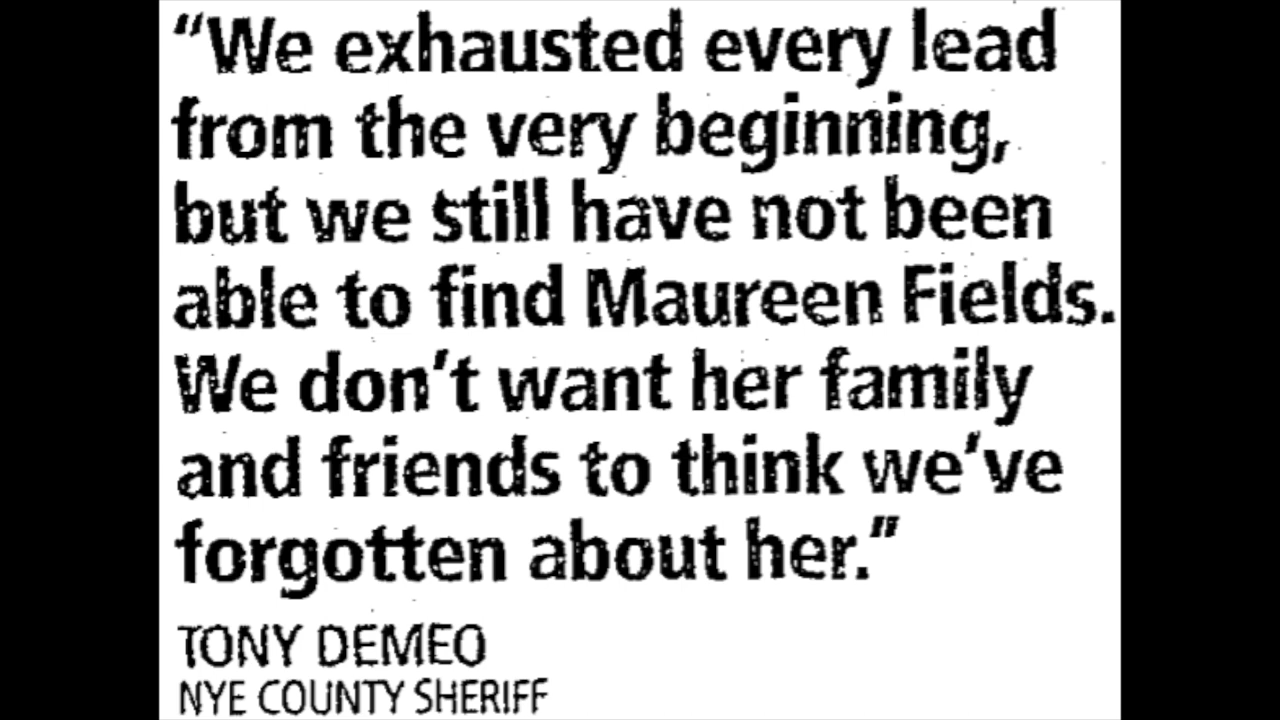 “We exhausted every lead
from the very beginning,
but we still have not been
able to find Maureen Fields.
We don’t want her family
and friends to think we’ve
forgotten about her.”
TONY DEMEO
NYE COUNTY SHERIFF